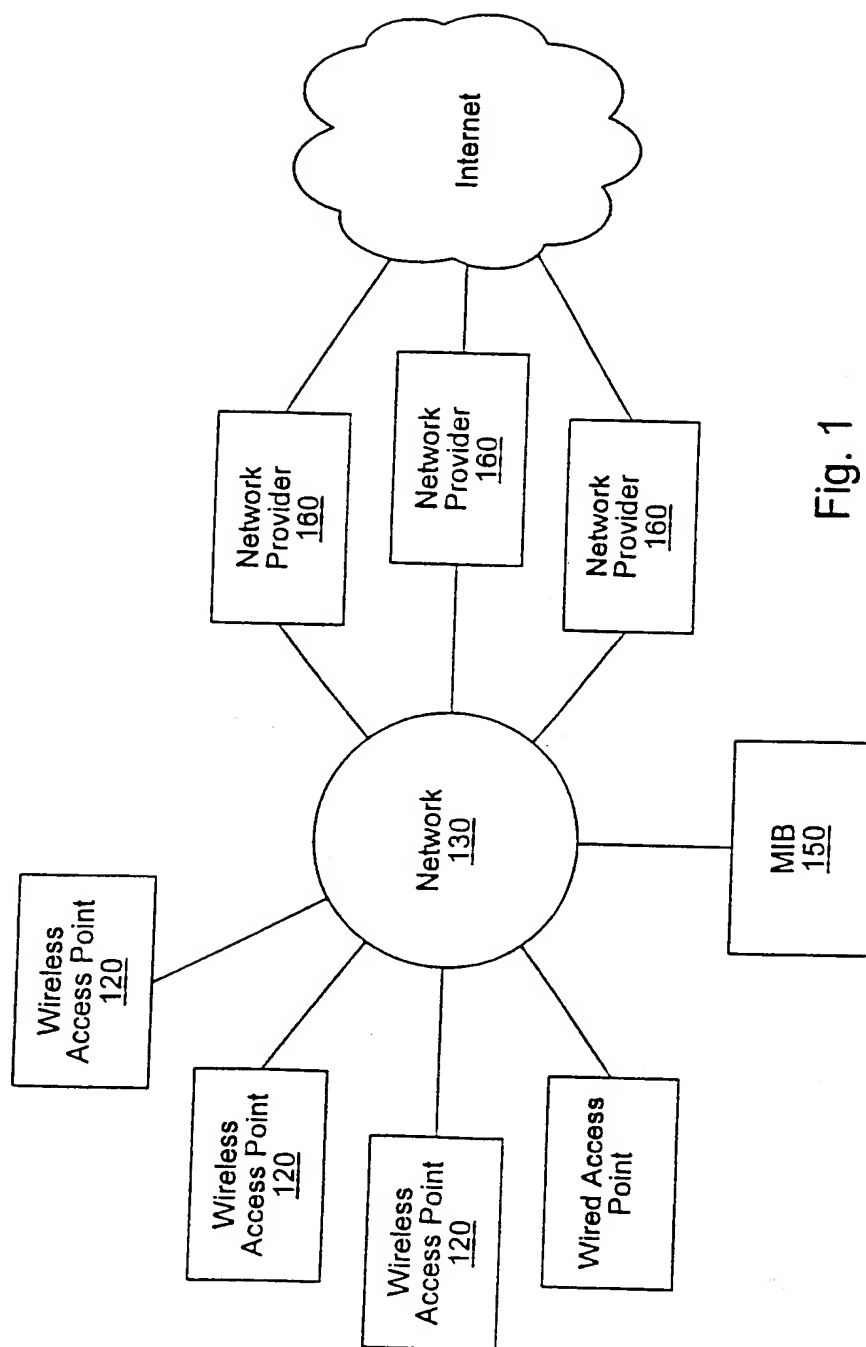 Wireless
Access Point
120
Wireless
Access Point
120
Wireless
Access Point
120
Wired Access
Point
Network
130
MIB
150
Network
Provider
160
Network
Provider
160
Network
Provider
160
Internet
Fig. 1